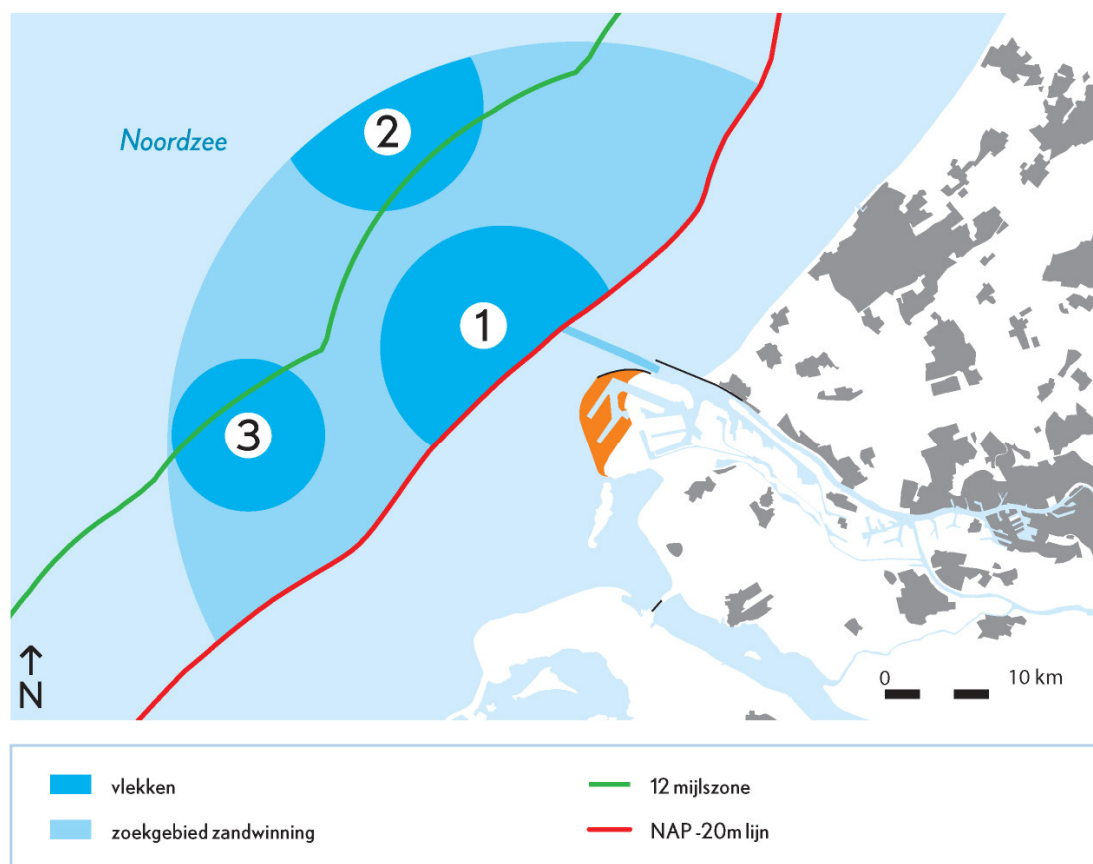 Noordzee
2
1
3
N
0 10 km
vlekken
12 mijlszone
zoekgebied zandwinning
NAP -20m lijn